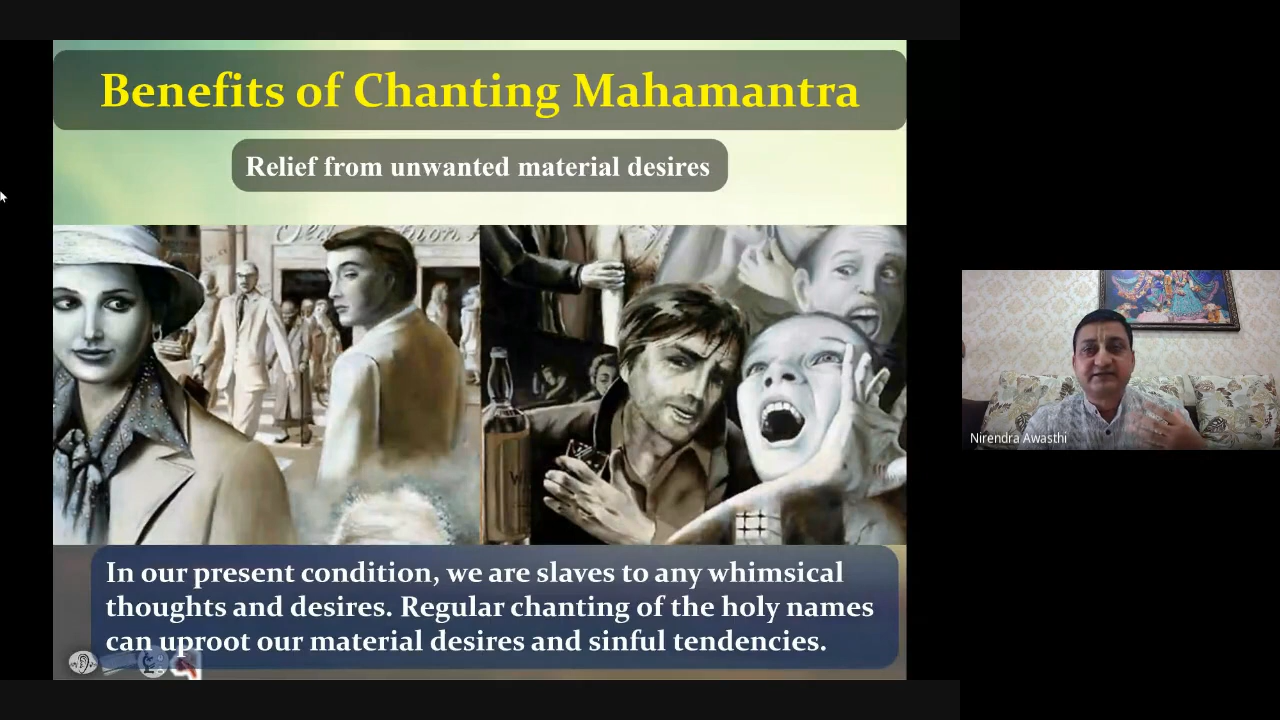 Benefits of Chanting Mahamantra
Relief from unwanted material desires
In our present condition, we are slaves to any whimsical
thoughts and desires. Regular chanting of the holy names
can uproot our material desires and sinful tendencies.
Nirendra Awasthi